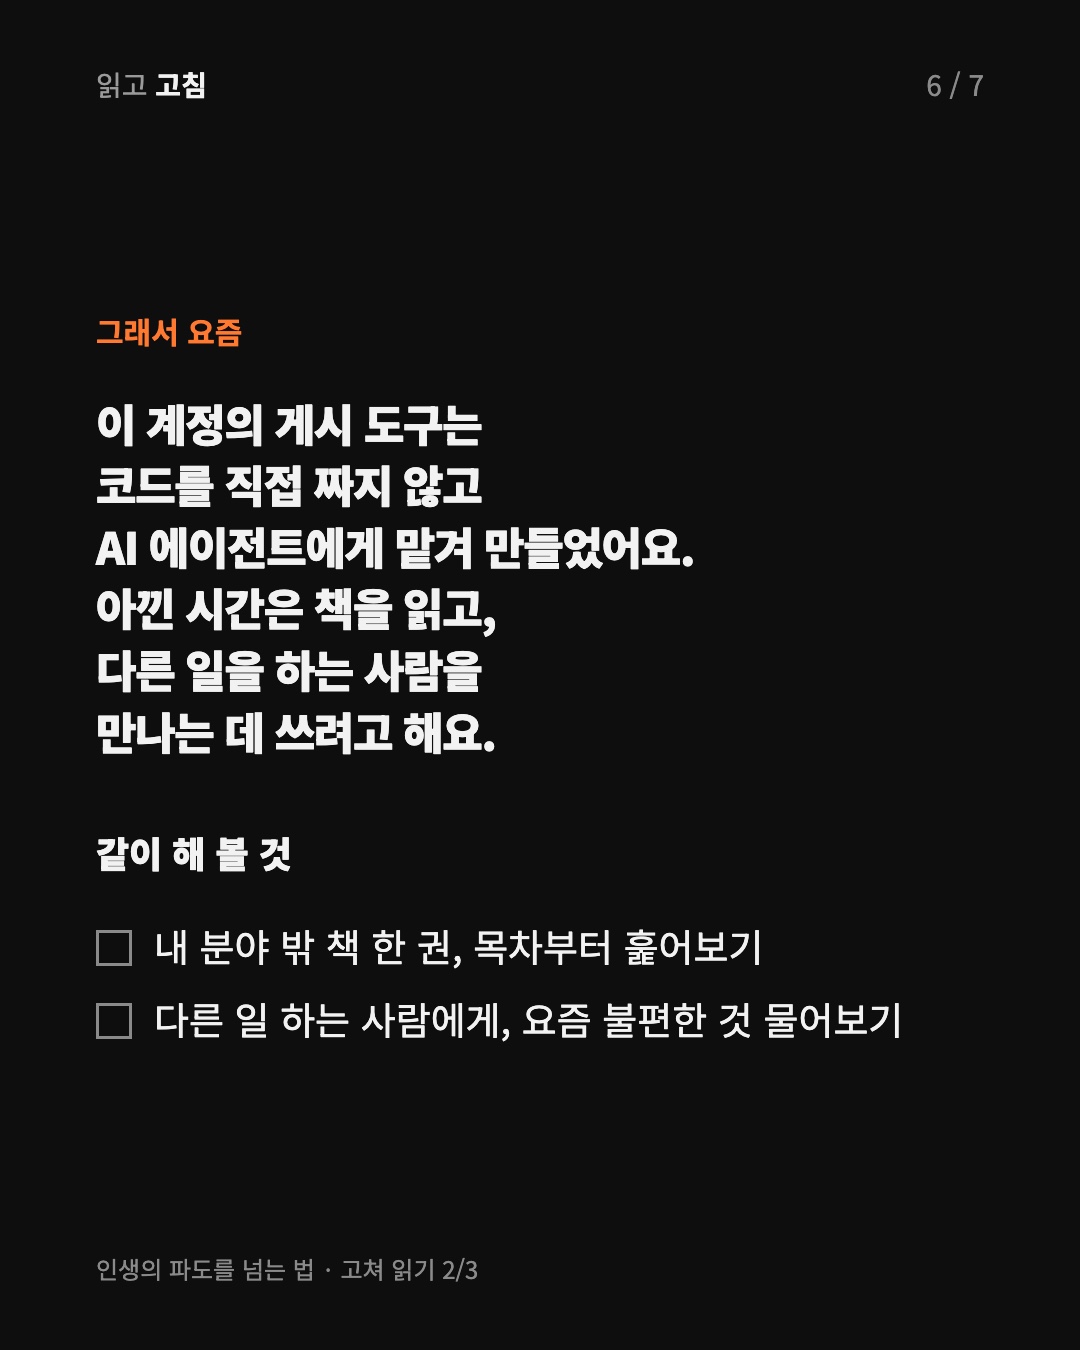 읽고 고침
6 / 7
그래서 요즘
이 계정의 게시 도구는
코드를 직접 짜지 않고
AI 에이전트에게 맡겨 만들었어요.
아낀 시간은 책을 읽고,
다른 일을 하는 사람을
만나는 데 쓰려고 해요.
같이 해 볼 것
내 분야 밖 책 한 권, 목차부터 훑어보기
다른 일 하는 사람에게, 요즘 불편한 것 물어보기
인생의 파도를 넘는 법 · 고쳐 읽기 2/3